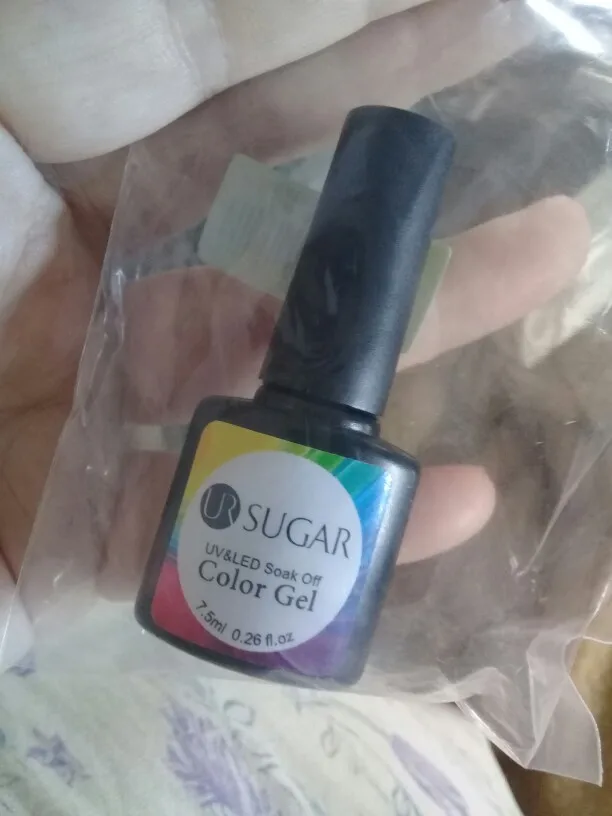 UR SUGAR
UV&LED Soak Off
Color Gel
7.5ml 0.26 fl.oz